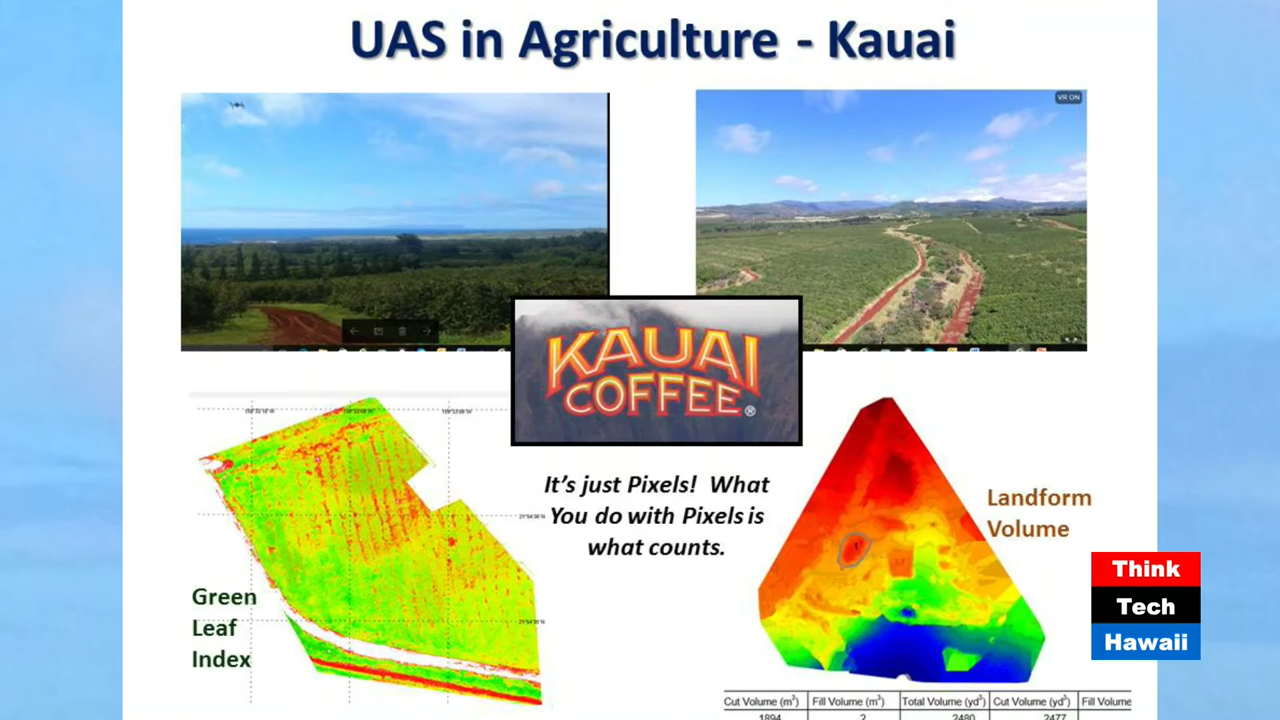 UAS in Agriculture - Kauai
VR ON
KAUAI
COFFEE®
It's just Pixels! What
You do with Pixels is
what counts.
Green
Leaf
Index
Landform
Volume
Think
Tech
Hawaii
Cut Volume (m³) Fill Volume (m³) Total Volume (yd³) Cut Volume (yd³) Fill Volume
1894 2 2480 2477